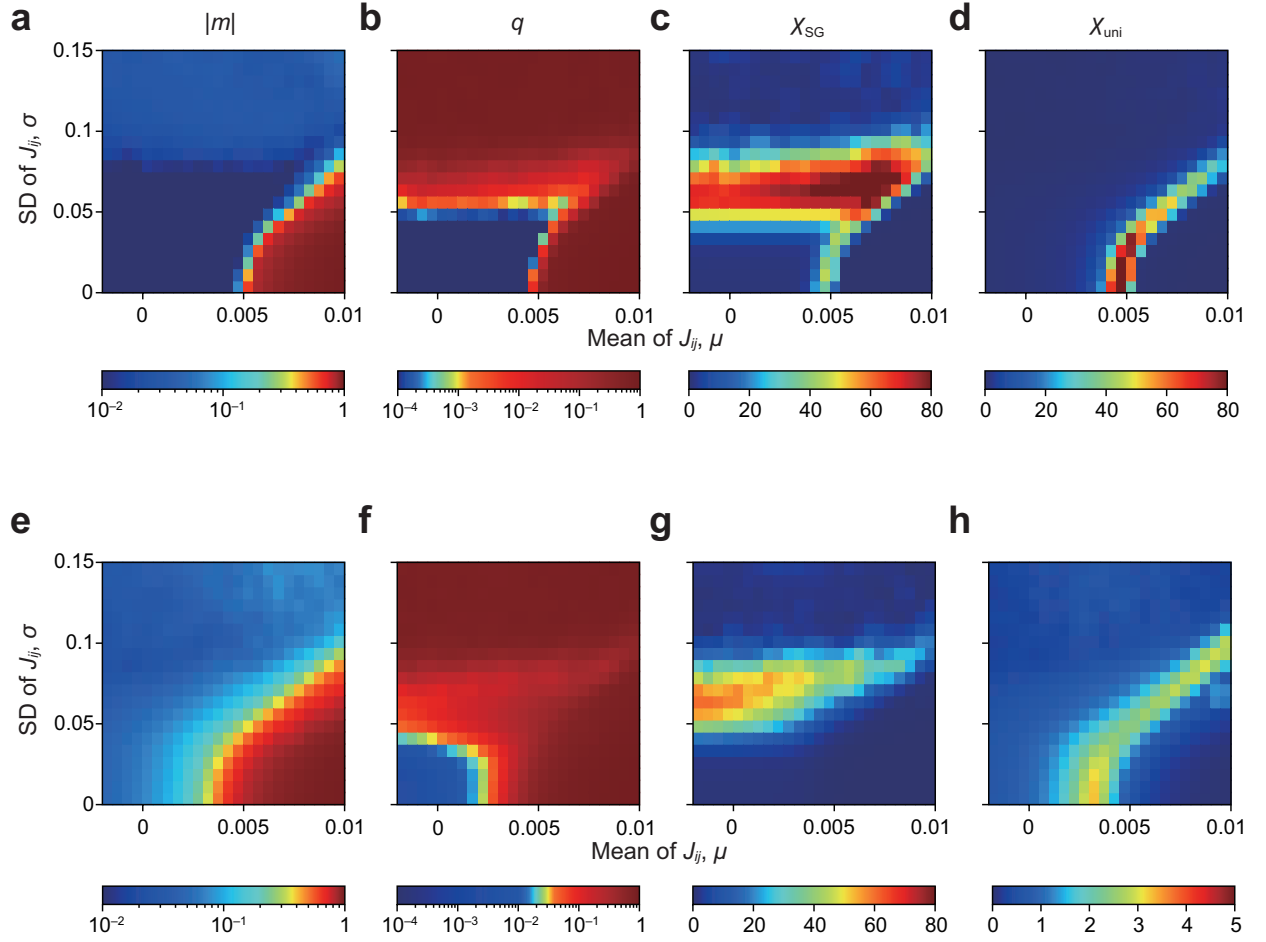 a |m| b q c χSG d χuni
0.15
0.1
0.05
0
SD of Jij, σ
0 0.005 0.01 0 0.005 0.01 0 0.005 0.01 0 0.005 0.01
Mean of Jij, μ
10−2 10−1 1 10−4 10−3 10−2 10−1 1 0 20 40 60 80 0 20 40 60 80
e f g h
0.15
0.1
0.05
0
SD of Jij, σ
0 0.005 0.01 0 0.005 0.01 0 0.005 0.01 0 0.005 0.01
Mean of Jij, μ
10−2 10−1 1 10−4 10−3 10−2 10−1 1 0 20 40 60 80 0 1 2 3 4 5